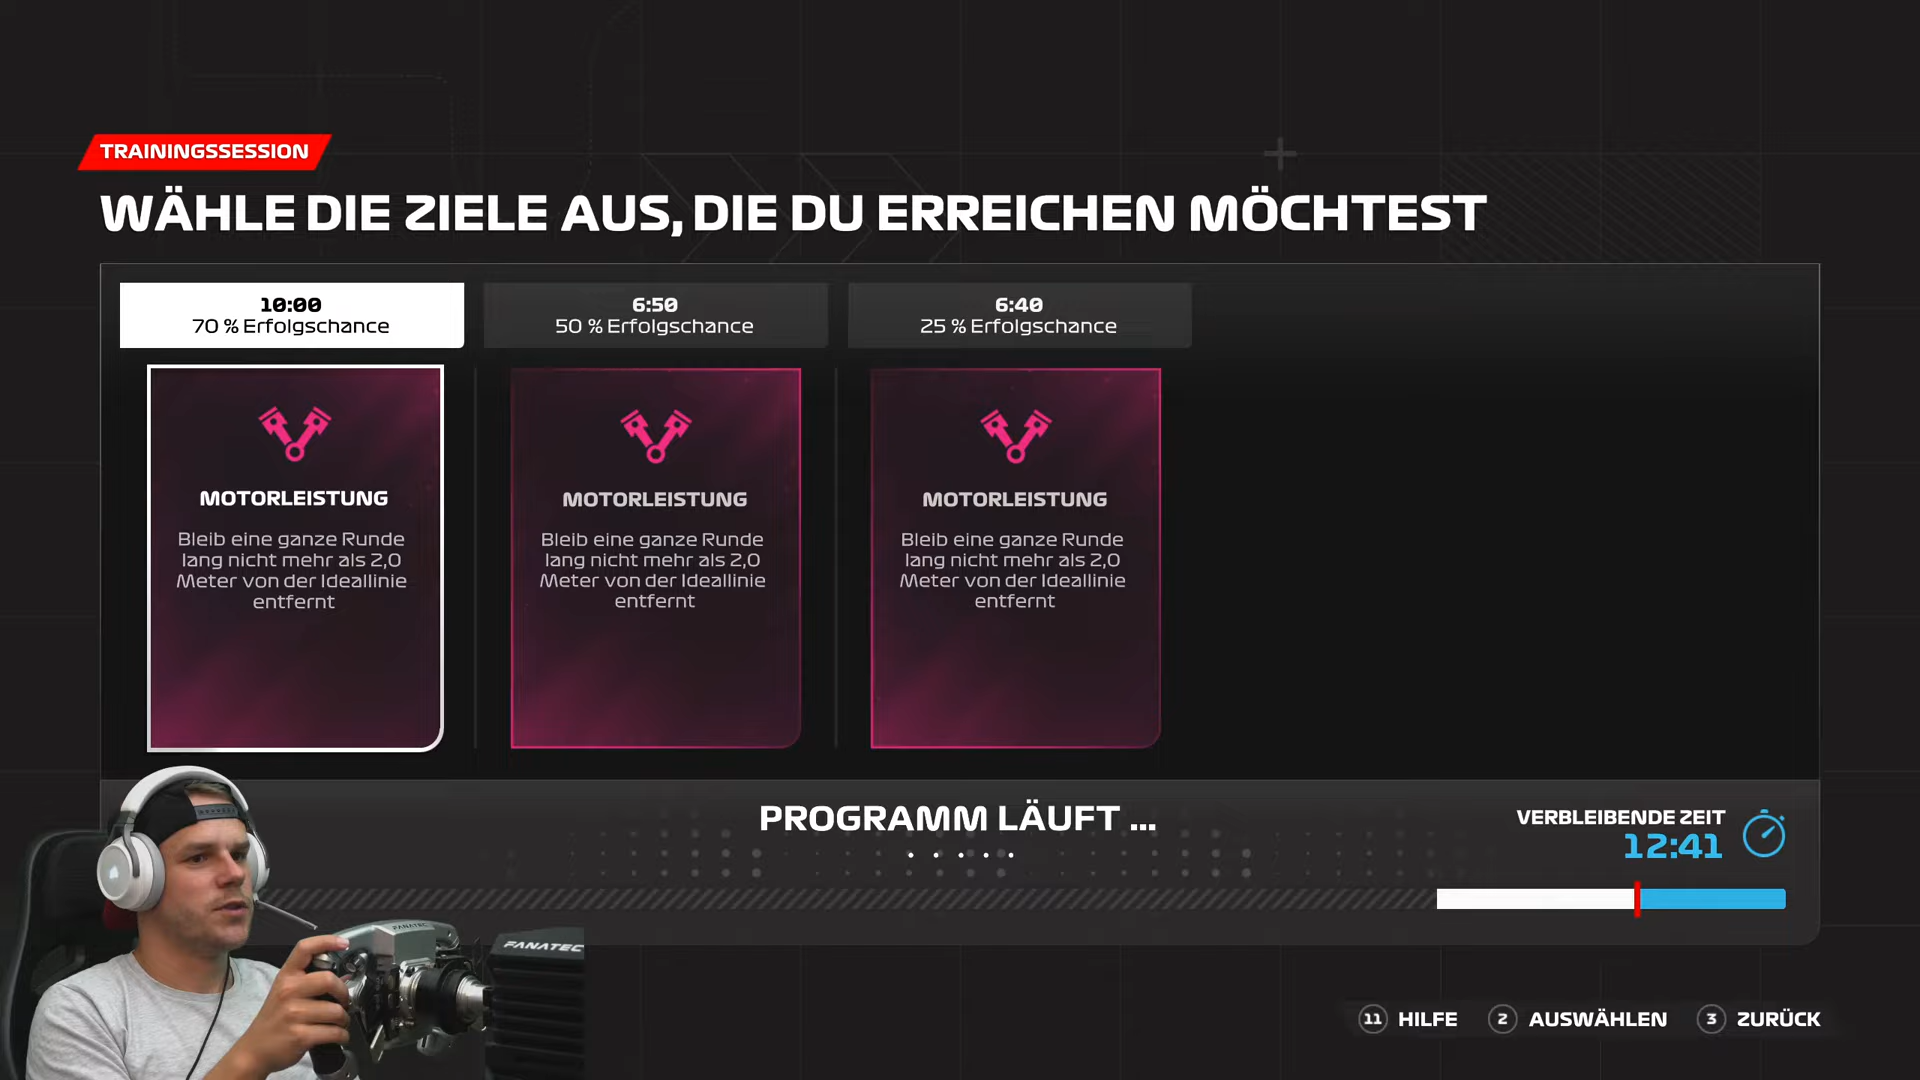 TRAININGSSESSION
WÄHLE DIE ZIELE AUS, DIE DU ERREICHEN MÖCHTEST
10:00
70 % Erfolgschance
6:50
50 % Erfolgschance
6:40
25 % Erfolgschance
MOTORLEISTUNG
Bleib eine ganze Runde
lang nicht mehr als 2,0
Meter von der Ideallinie
entfernt
MOTORLEISTUNG
Bleib eine ganze Runde
lang nicht mehr als 2,0
Meter von der Ideallinie
entfernt
MOTORLEISTUNG
Bleib eine ganze Runde
lang nicht mehr als 2,0
Meter von der Ideallinie
entfernt
PROGRAMM LÄUFT ...
VERBLEIBENDE ZEIT
12:41
FANATEC
FANATEC
11 HILFE
2 AUSWÄHLEN
3 ZURÜCK